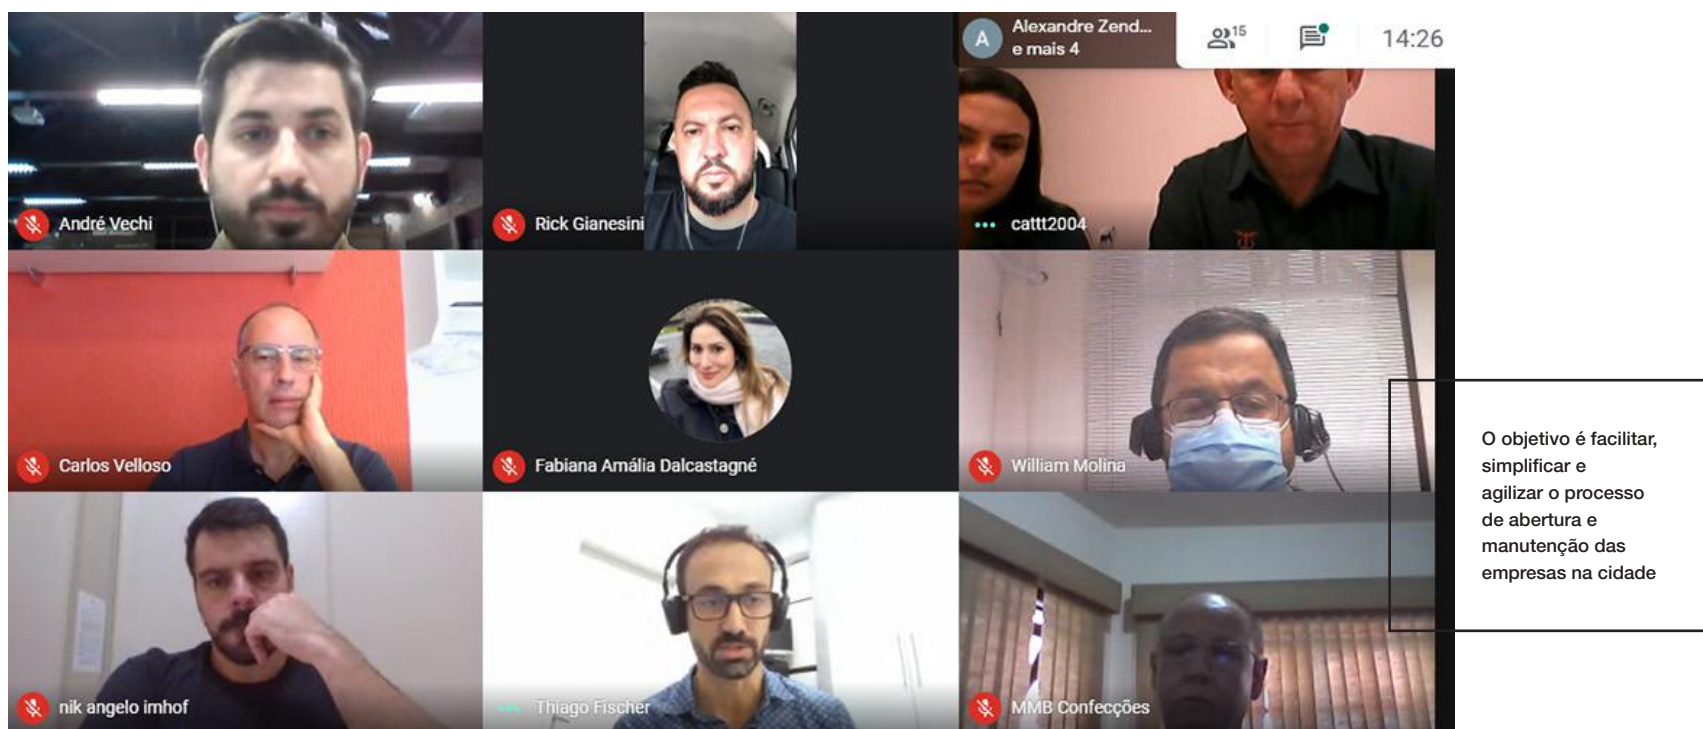 Alexandre Zend...
e mais 4
A
15
14:26
André Vechi
Rick Gianesini
cattt2004
Carlos Velloso
Fabiana Amália Dalcastagné
William Molina
O objetivo é facilitar,
simplificar e
agilizar o processo
de abertura e
manutenção das
empresas na cidade
nik angelo imhof
Thiago Fischer
MMB Confecções